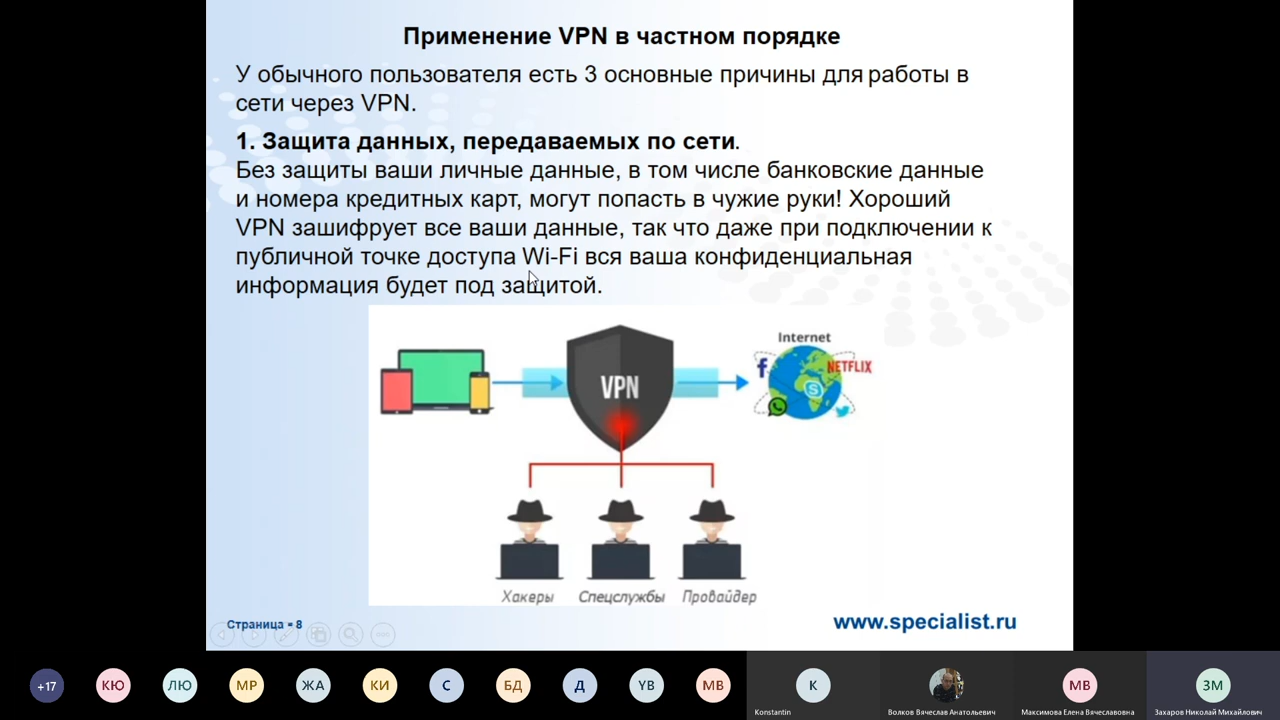 Применение VPN в частном порядке
У обычного пользователя есть 3 основные причины для работы в
сети через VPN.
1. Защита данных, передаваемых по сети.
Без защиты ваши личные данные, в том числе банковские данные
и номера кредитных карт, могут попасть в чужие руки! Хороший
VPN зашифрует все ваши данные, так что даже при подключении к
публичной точке доступа Wi-Fi вся ваша конфиденциальная
информация будет под защитой.
Internet
f
NETFLIX
VPN
S
Хакеры
Спецслужбы
Провайдер
Страница - 8
www.specialist.ru
+17
КЮ
ЛЮ
МР
ЖА
КИ
С
БД
Д
YB
МВ
K
МВ
ЗМ
Konstantin
Волков Вячеслав Анатольевич
Максимова Елена Вячеславовна
Захаров Николай Михайлович